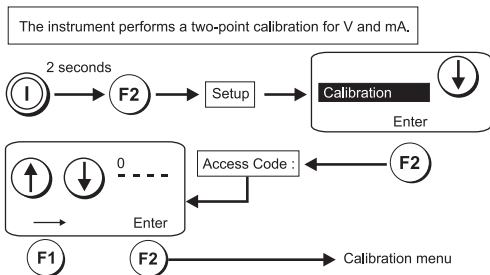 The instrument performs a two-point calibration for V and mA.
2 seconds
I
F2
Setup
Calibration
Enter
F2
Access Code :
0
- - - -
Enter
F1
F2
Calibration menu